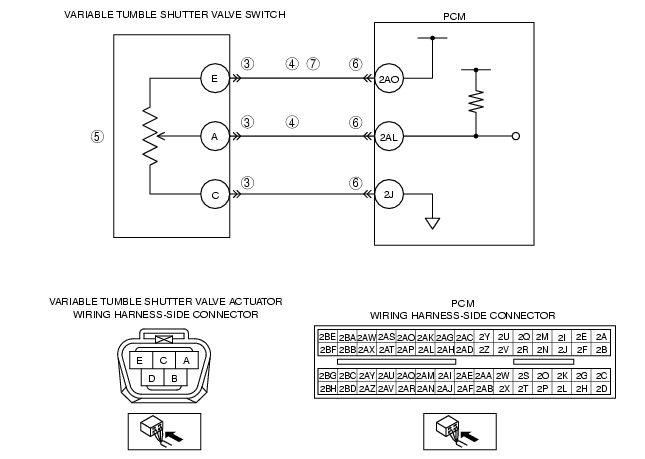 VARIABLE TUMBLE SHUTTER VALVE SWITCH
PCM
E ③ ④ ⑦ ⑥ 2AO
⑤ A ③ ④ ⑥ 2AL
C ③ ⑥ 2J
VARIABLE TUMBLE SHUTTER VALVE ACTUATOR
WIRING HARNESS-SIDE CONNECTOR
E C A
D B
PCM
WIRING HARNESS-SIDE CONNECTOR
2BE 2BA 2AW 2AS 2AO 2AK 2AG 2AC 2Y 2U 2Q 2M 2I 2E 2A
2BF 2BB 2AX 2AT 2AP 2AL 2AH 2AD 2Z 2V 2R 2N 2J 2F 2B
2BG 2BC 2AY 2AU 2AQ 2AM 2AI 2AE 2AA 2W 2S 2O 2K 2G 2C
2BH 2BD 2AZ 2AV 2AR 2AN 2AJ 2AF 2AB 2X 2T 2P 2L 2H 2D